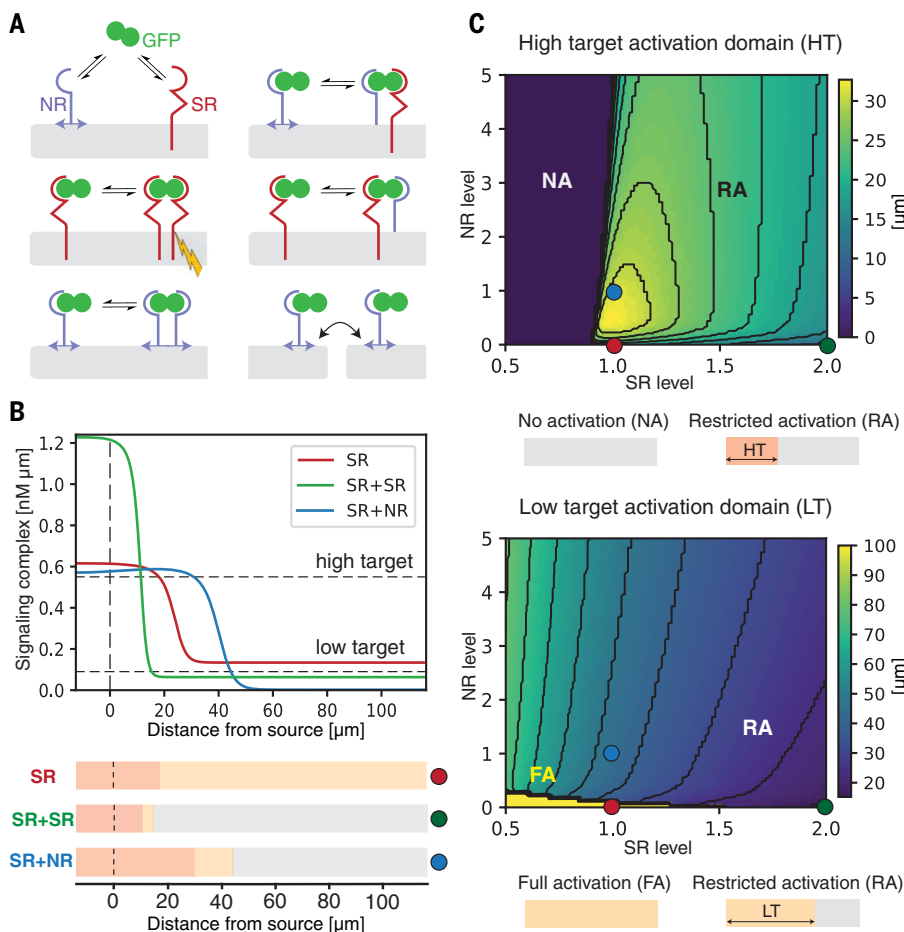 A
GFP
NR
SR
B
1.2
1.0
0.8
0.6
0.4
0.2
0.0
Signaling complex [nM µm]
SR
SR+SR
SR+NR
high target
low target
0 20 40 60 80 100
Distance from source [µm]
SR
SR+SR
SR+NR
0 20 40 60 80 100
Distance from source [µm]
C
High target activation domain (HT)
5
4
3
2
1
0
NR level
NA
RA
0.5 1.0 1.5 2.0
SR level
30
25
20
15
10
5
0
[µm]
No activation (NA)
Restricted activation (RA)
HT
Low target activation domain (LT)
5
4
3
2
1
0
NR level
FA
RA
0.5 1.0 1.5 2.0
SR level
100
90
80
70
60
50
40
30
20
[µm]
Full activation (FA)
Restricted activation (RA)
LT